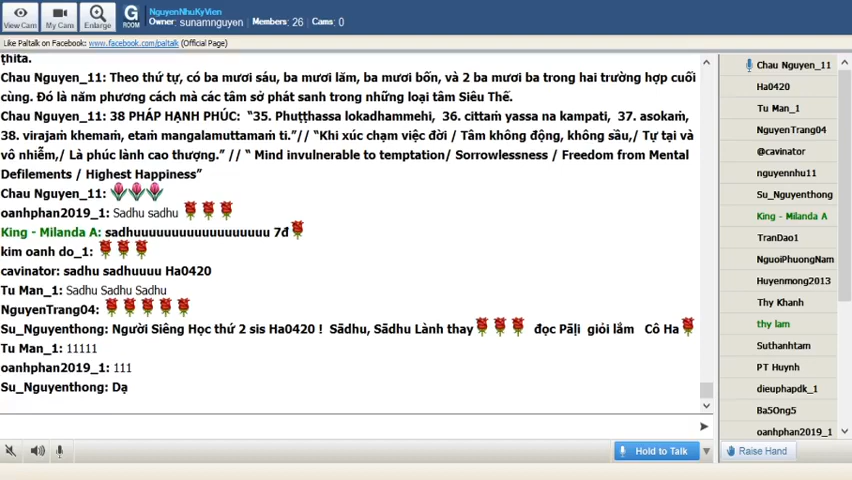 View Cam
My Cam
Enlarge
G
ROOM
NguyenNhuKyVien
Owner: sunamnguyen , Members: 26 Cams: 0
Like Paltalk on Facebook: www.facebook.com/paltalk (Official Page)
ṭhita.
Chau Nguyen_11: Theo thứ tự, có ba mươi sáu, ba mươi lăm, ba mươi bốn, và 2 ba mươi ba trong hai trường hợp cuối
cùng. Đó là năm phương cách mà các tâm sở phát sanh trong những loại tâm Siêu Thế.
Chau Nguyen_11: 38 PHÁP HẠNH PHÚC: “35. Phuṭṭhassa lokadhammehi, 36. cittaṃ yassa na kampati, 37. asokaṃ,
38. virajaṃ khemaṃ, etaṃ mangalamuttamaṁ ti.”// “Khi xúc chạm việc đời / Tâm không động, không sầu,/ Tự tại và
vô nhiễm,/ Là phúc lành cao thượng.” // “ Mind invulnerable to temptation/ Sorrowlessness / Freedom from Mental
Defilements / Highest Happiness”
Chau Nguyen_11:
oanhphan2019_1: Sadhu sadhu
King - Milanda A: sadhuuuuuuuuuuuuuuuuuu 7đ
kim oanh do_1:
cavinator: sadhu sadhuuuu Ha0420
Tu Man_1: Sadhu Sadhu Sadhu
NguyenTrang04:
Su_Nguyenthong: Người Siêng Học thứ 2 sis Ha0420 ! Sādhu, Sādhu Lành thay đọc Pāḷi giỏi lắm Cô Ha
Tu Man_1: 11111
oanhphan2019_1: 111
Su_Nguyenthong: Dạ
Hold to Talk
Chau Nguyen_11
Ha0420
Tu Man_1
NguyenTrang04
@cavinator
nguyennhu11
Su_Nguyenthong
King - Milanda A
TranDao1
NguoiPhuongNam
Huyenmong2013
Thy Khanh
thy lam
Suthanhtam
PT Huynh
dieuphapdk_1
Ba5Ong5
oanhphan2019_1
Raise Hand